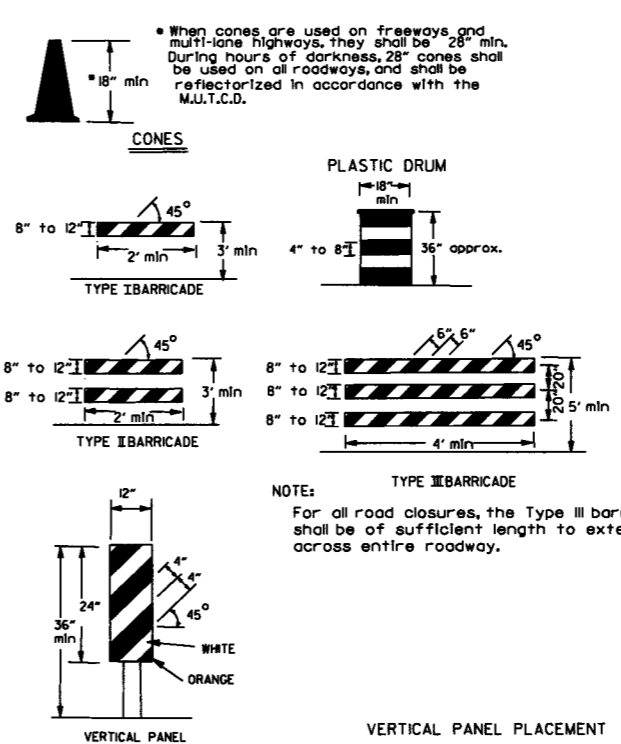 • When cones are used on freeways and
multi-lane highways, they shall be 28" min.
During hours of darkness, 28" cones shall
be used on all roadways, and shall be
reflectorized in accordance with the
M.U.T.C.D.
*18" min
CONES
PLASTIC DRUM
18"
min
4" to 8"
36" approx.
45°
8" to 12"
2' min
3' min
TYPE I BARRICADE
45°
8" to 12"
8" to 12"
2' min
3' min
TYPE II BARRICADE
6" 6"
45°
8" to 12"
8" to 12"
8" to 12"
20"
20"
5' min
4' min
TYPE III BARRICADE
NOTE:
For all road closures, the Type III barr
shall be of sufficient length to exte
across entire roadway.
12"
36"
min
24"
4"
4"
45°
WHITE
ORANGE
VERTICAL PANEL
VERTICAL PANEL PLACEMENT